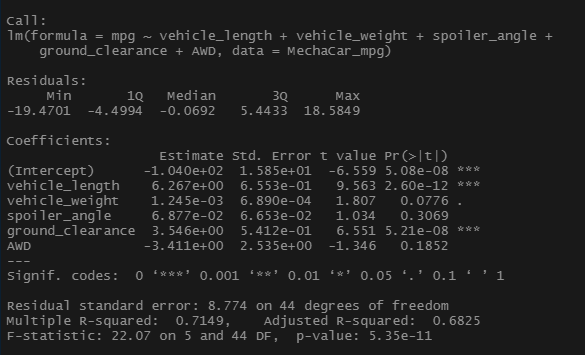 Call:
lm(formula = mpg ~ vehicle_length + vehicle_weight + spoiler_angle +
    ground_clearance + AWD, data = MechaCar_mpg)

Residuals:
     Min       1Q   Median       3Q      Max
-19.4701  -4.4994  -0.0692   5.4433  18.5849

Coefficients:
                   Estimate Std. Error t value Pr(>|t|)
(Intercept)      -1.040e+02  1.585e+01  -6.559 5.08e-08 ***
vehicle_length    6.267e+00  6.553e-01   9.563 2.60e-12 ***
vehicle_weight    1.245e-03  6.890e-04   1.807   0.0776 .
spoiler_angle     6.877e-02  6.653e-02   1.034   0.3069
ground_clearance  3.546e+00  5.412e-01   6.551 5.21e-08 ***
AWD              -3.411e+00  2.535e+00  -1.346   0.1852
---
Signif. codes:  0 ‘***’ 0.001 ‘**’ 0.01 ‘*’ 0.05 ‘.’ 0.1 ‘ ’ 1

Residual standard error: 8.774 on 44 degrees of freedom
Multiple R-squared:  0.7149,    Adjusted R-squared:  0.6825
F-statistic: 22.07 on 5 and 44 DF,  p-value: 5.35e-11